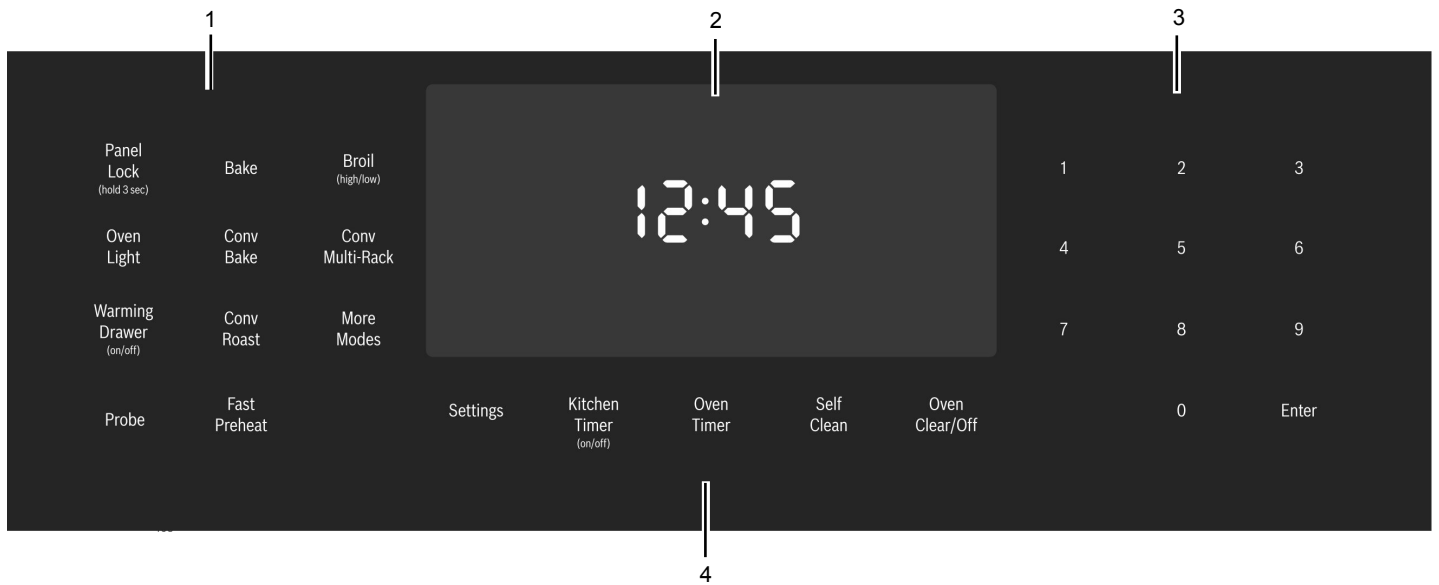 1
2
3
Panel
Lock
(hold 3 sec)
Bake
Broil
(high/low)
Oven
Light
Conv
Bake
Conv
Multi-Rack
Warming
Drawer
(on/off)
Conv
Roast
More
Modes
Probe
Fast
Preheat
12:45
Settings
Kitchen
Timer
(on/off)
Oven
Timer
Self
Clean
Oven
Clear/Off
1 2 3
4 5 6
7 8 9
0 Enter
4